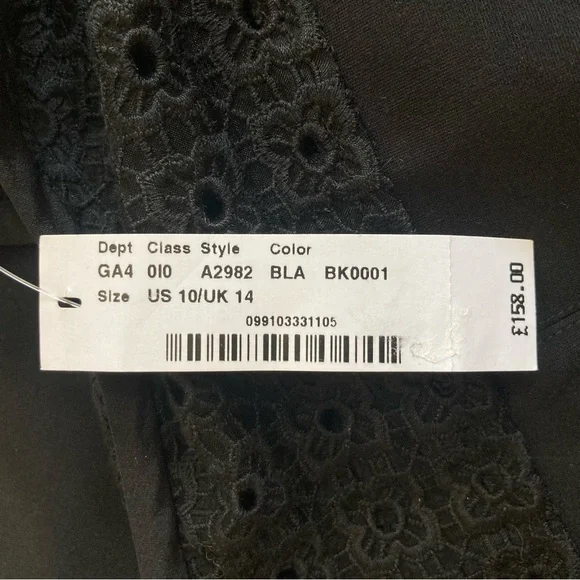 Dept Class Style Color
GA4 0I0 A2982 BLA BK0001
Size US 10/UK 14
099103331105
£158.00